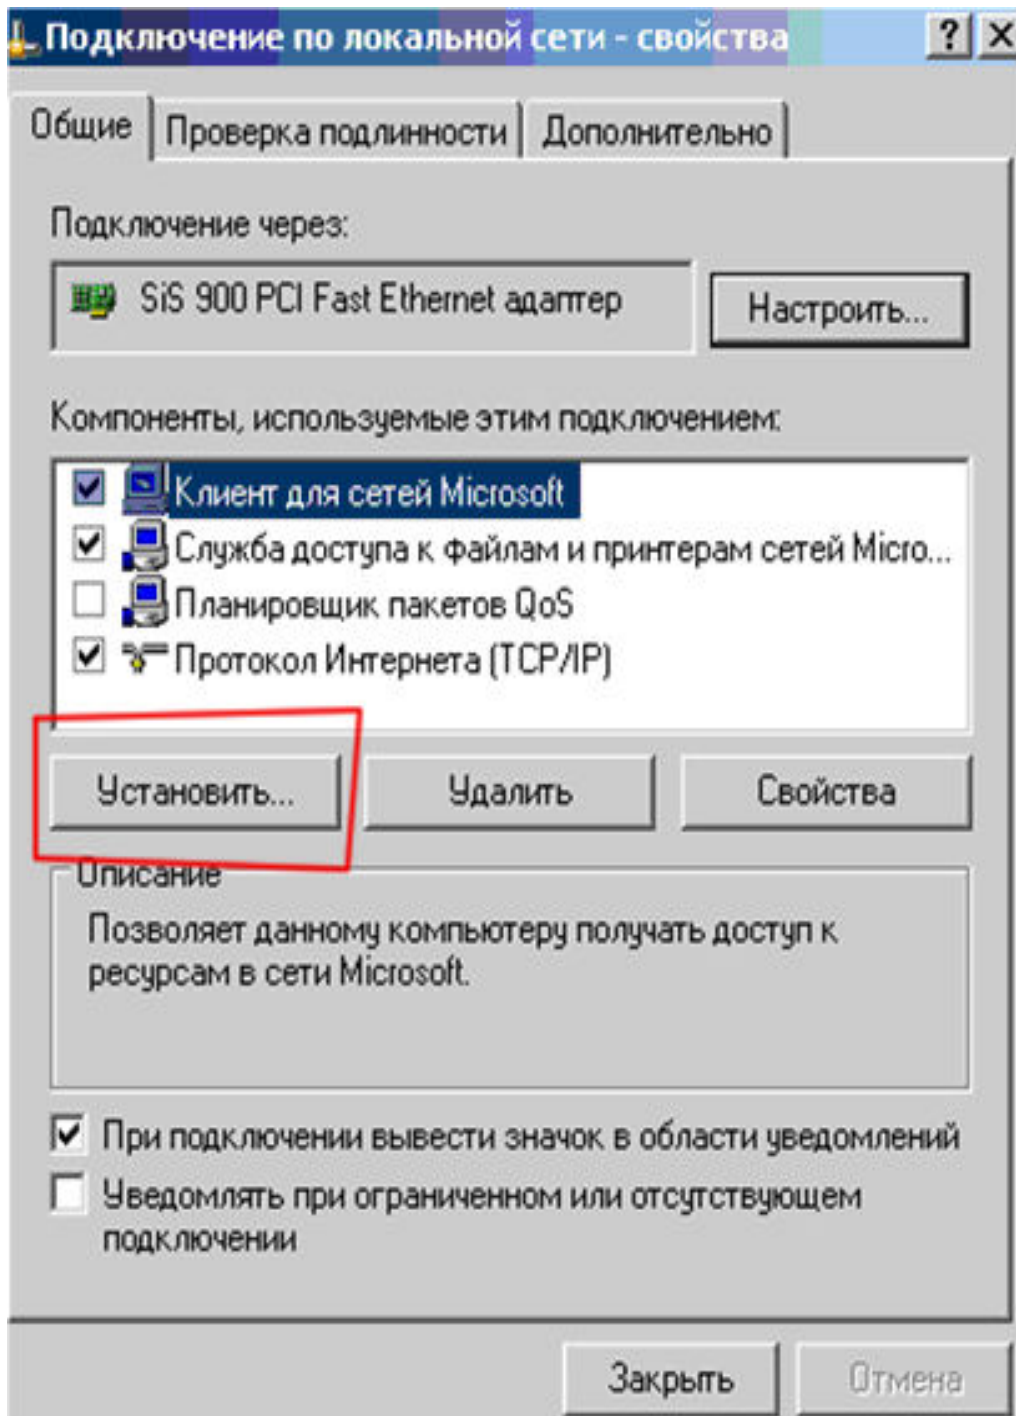 Подключение по локальной сети - свойства
Общие
Проверка подлинности
Дополнительно
Подключение через:
SiS 900 PCI Fast Ethernet адаптер
Настроить...
Компоненты, используемые этим подключением:
Клиент для сетей Microsoft
Служба доступа к файлам и принтерам сетей Micro...
Планировщик пакетов QoS
Протокол Интернета (TCP/IP)
Установить...
Удалить
Свойства
Описание
Позволяет данному компьютеру получать доступ к
ресурсам в сети Microsoft.
При подключении вывести значок в области уведомлений
Уведомлять при ограниченном или отсутствующем
подключении
Закрыть
Отмена